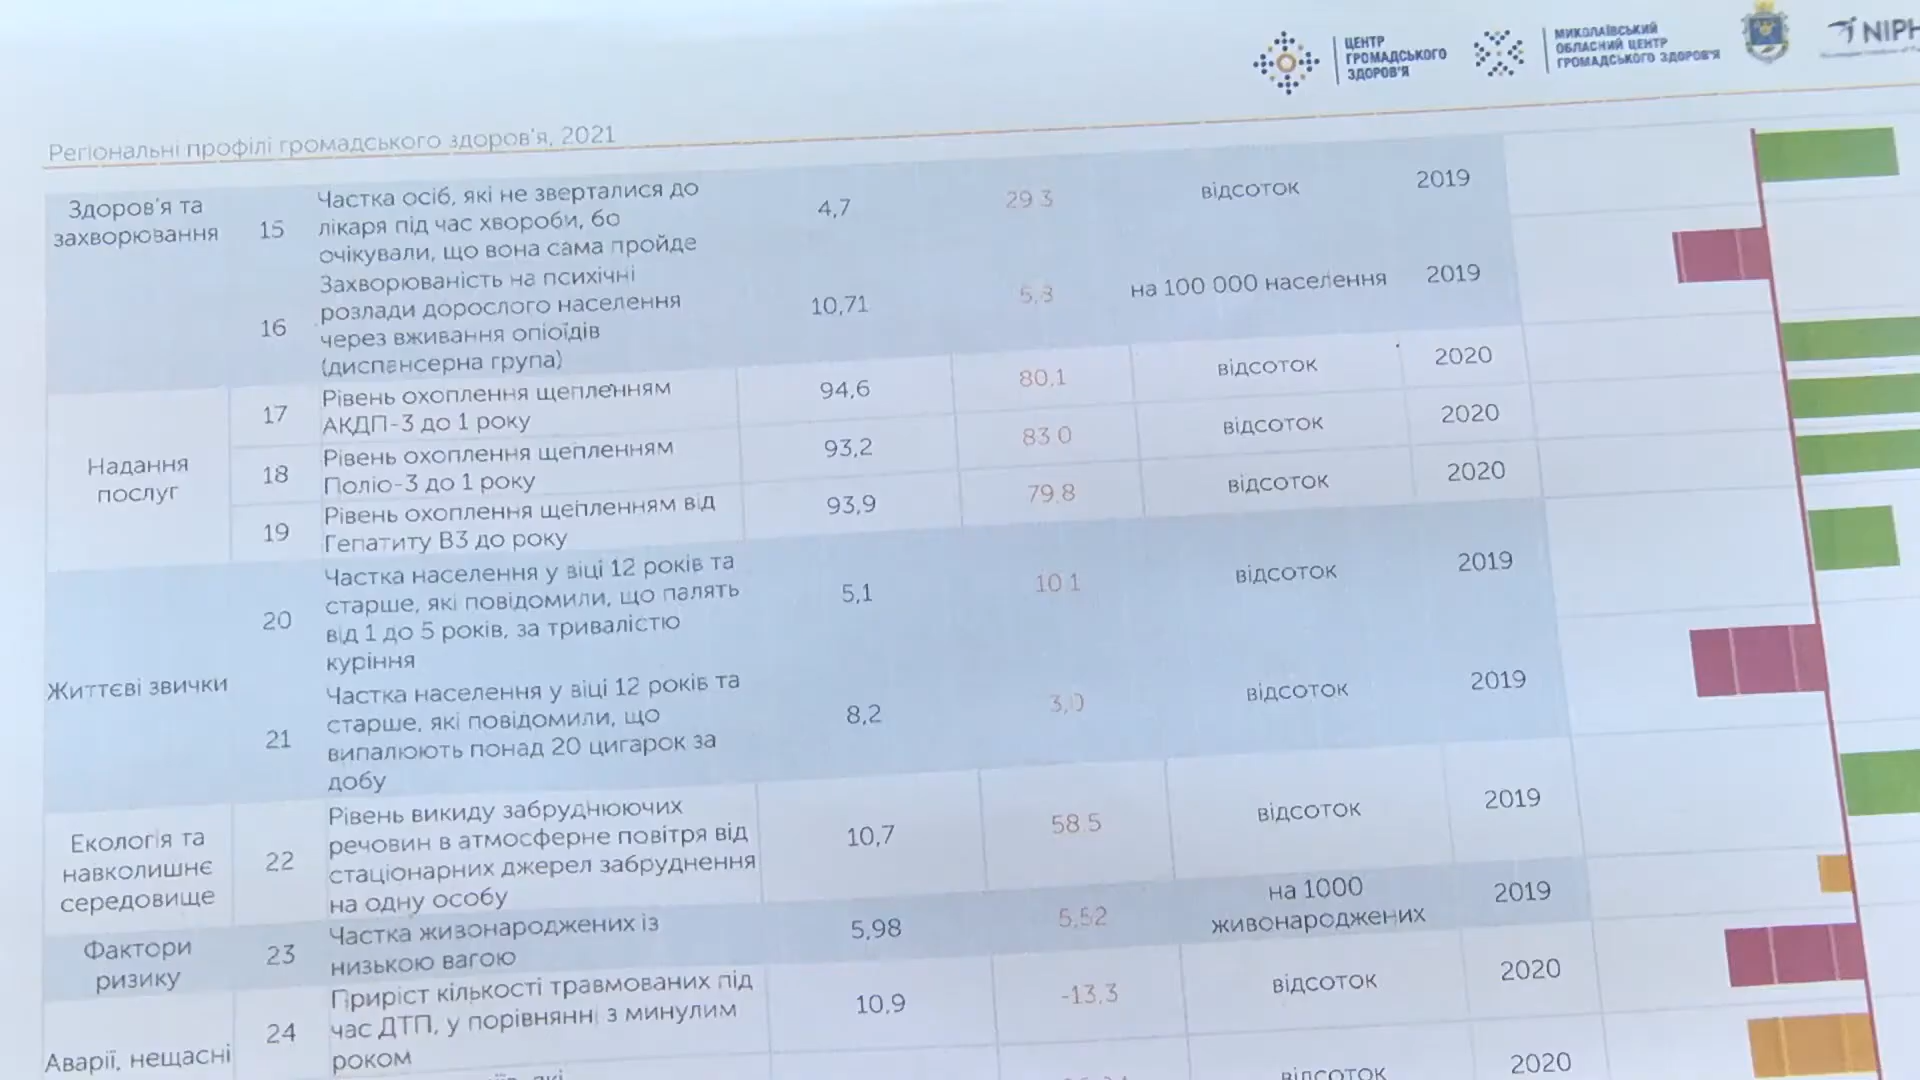 ЦЕНТР
ГРОМАДСЬКОГО
ЗДОРОВ'Я
МИКОЛАЇВСЬКИЙ
ОБЛАСНИЙ ЦЕНТР
ГРОМАДСЬКОГО ЗДОРОВ'Я
NIPH
Регіональні профілі громадського здоров'я, 2021
Здоров'я та
захворювання
15
Частка осіб, які не зверталися до
лікаря під час хвороби, бо
очікували, що вона сама пройде
4,7
29 3
відсоток
2019
16
Захворюваність на психічні
розлади дорослого населення
через вживання опіоїдів
(диспансерна група)
10,71
5,3
на 100 000 населення
2019
Надання
послуг
17
Рівень охоплення щепленням
АКДП-3 до 1 року
94,6
80,1
відсоток
2020
18
Рівень охоплення щепленням
Поліо-3 до 1 року
93,2
83 0
відсоток
2020
19
Рівень охоплення щепленням від
Гепатиту В3 до року
93,9
79,8
відсоток
2020
Життєві звички
20
Частка населення у віці 12 років та
старше, які повідомили, що палять
від 1 до 5 років, за тривалістю
куріння
5,1
10 1
відсоток
2019
21
Частка населення у віці 12 років та
старше, які повідомили, що
випалюють понад 20 цигарок за
добу
8,2
3,0
відсоток
2019
Екологія та
навколишнє
середовище
22
Рівень викиду забруднюючих
речовин в атмосферне повітря від
стаціонарних джерел забруднення
на одну особу
10,7
58 5
відсоток
2019
Фактори
ризику
23
Частка живонароджених із
низькою вагою
5,98
5,52
на 1000
живонароджених
2019
Аварії, нещасні
24
Приріст кількості травмованих під
час ДТП, у порівнянні з минулим
роком
10,9
-13,3
відсоток
2020
відсоток
2020